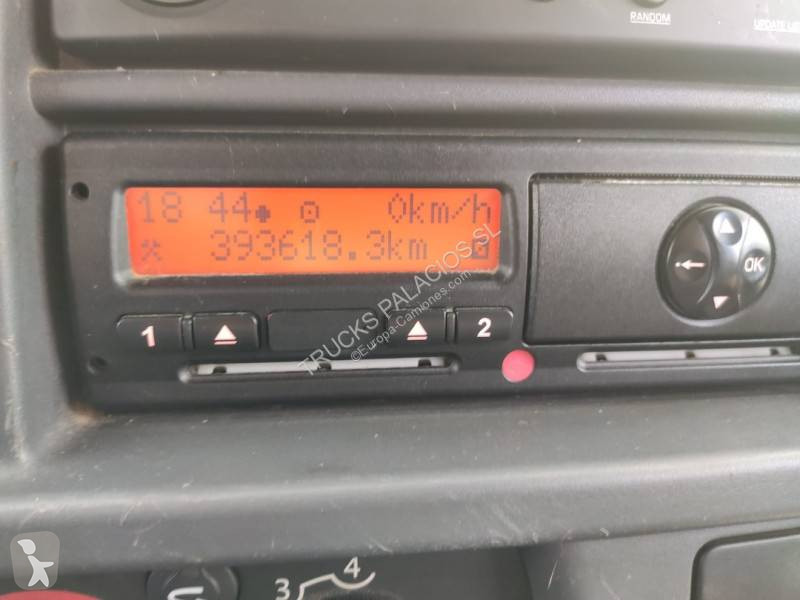 RANDOM
18 44 0km/h
393618.3km
1
2
OK
TRUCKS PALACIOS SL
©Europa-Camiones.com
3
4